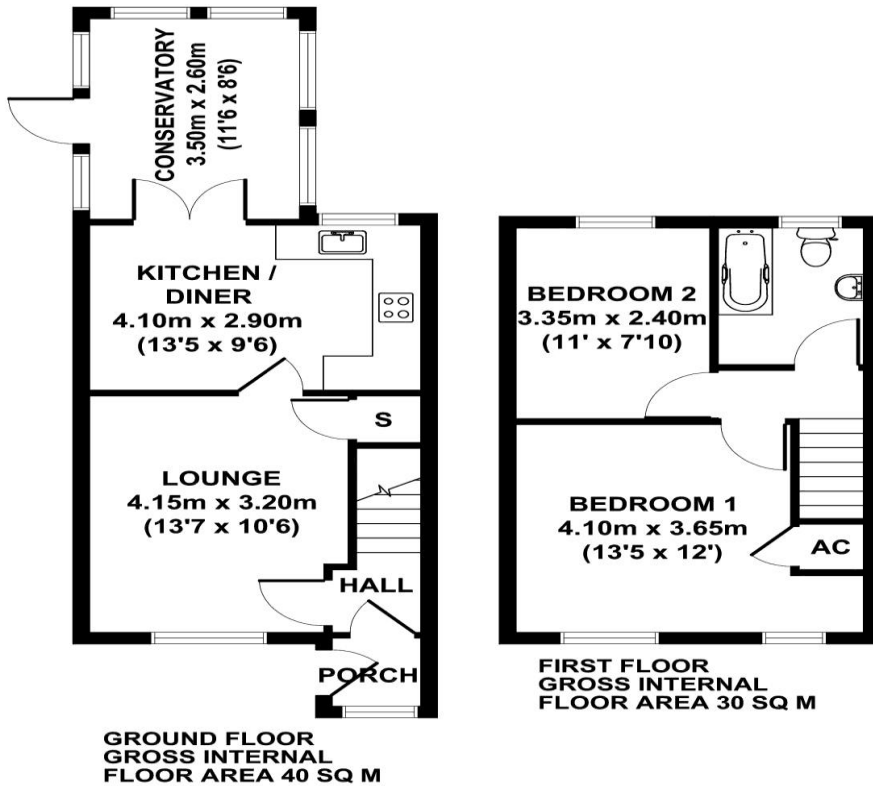 CONSERVATORY
3.50m x 2.60m
(11'6 x 8'6)
KITCHEN /
DINER
4.10m x 2.90m
(13'5 x 9'6)
S
LOUNGE
4.15m x 3.20m
(13'7 x 10'6)
HALL
PORCH
GROUND FLOOR
GROSS INTERNAL
FLOOR AREA 40 SQ M
BEDROOM 2
3.35m x 2.40m
(11' x 7'10)
BEDROOM 1
4.10m x 3.65m
(13'5 x 12')
AC
FIRST FLOOR
GROSS INTERNAL
FLOOR AREA 30 SQ M